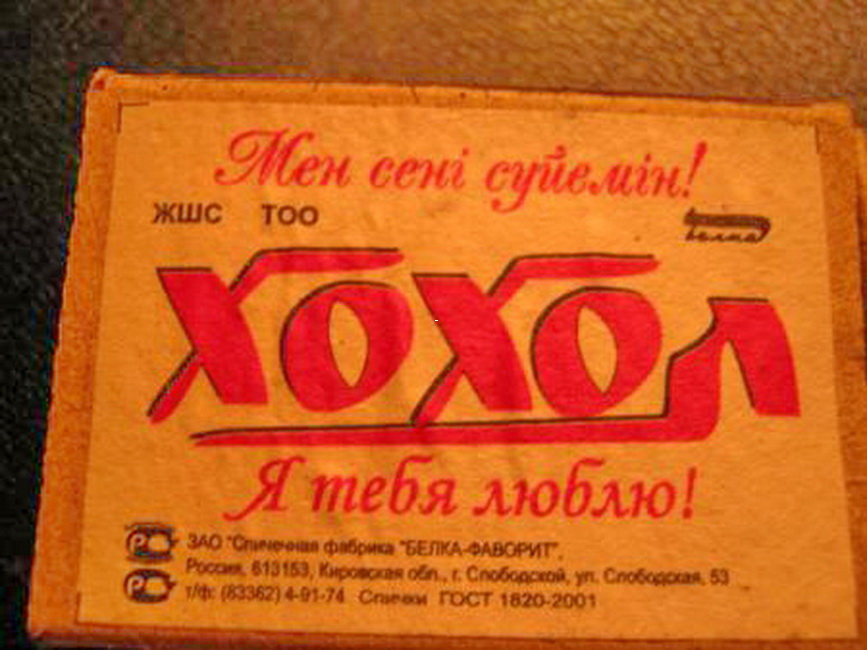 Мен сені сүйемін!
ЖШС ТОО
белка
ХОХОЛ
Я тебя люблю!
ЗАО "Спичечная фабрика "БЕЛКА-ФАВОРИТ",
Россия, 613153, Кировская обл., г. Слободской, ул. Слободская, 53
т/ф: (83362) 4-91-74 Спички ГОСТ 1820-2001